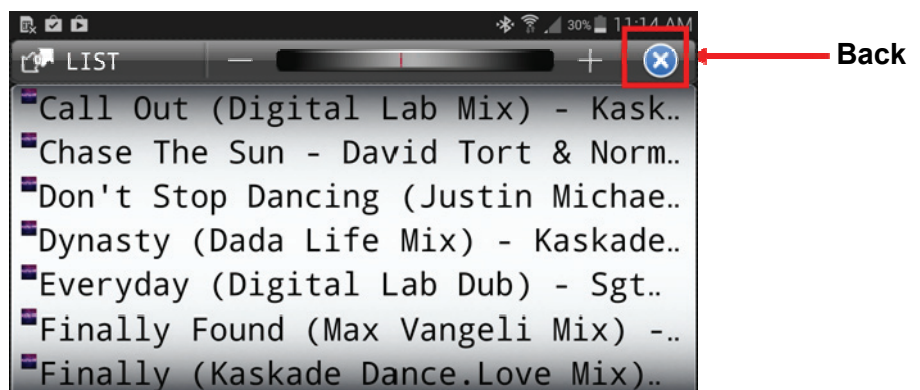 30% 11:14 AM
LIST − +
Back
Call Out (Digital Lab Mix) - Kask..
Chase The Sun - David Tort & Norm..
Don't Stop Dancing (Justin Michae..
Dynasty (Dada Life Mix) - Kaskade..
Everyday (Digital Lab Dub) - Sgt..
Finally Found (Max Vangeli Mix) -..
Finally (Kaskade Dance.Love Mix)..